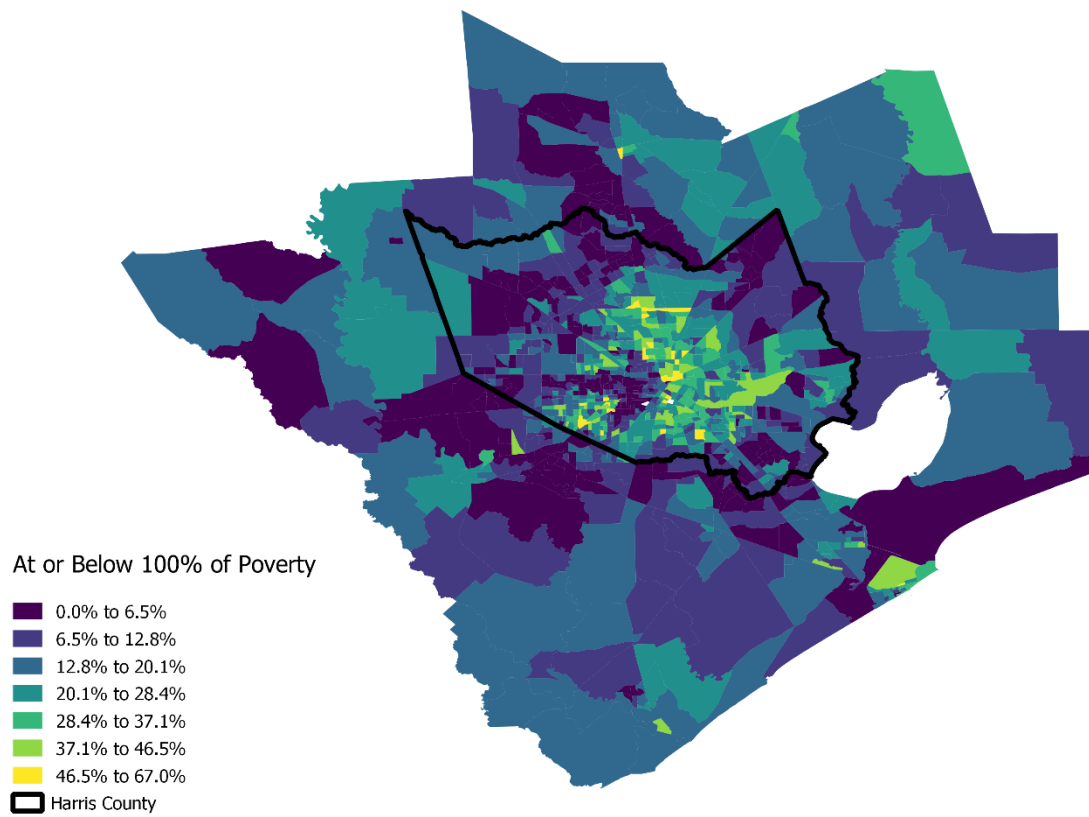 At or Below 100% of Poverty
0.0% to 6.5%
6.5% to 12.8%
12.8% to 20.1%
20.1% to 28.4%
28.4% to 37.1%
37.1% to 46.5%
46.5% to 67.0%
Harris County